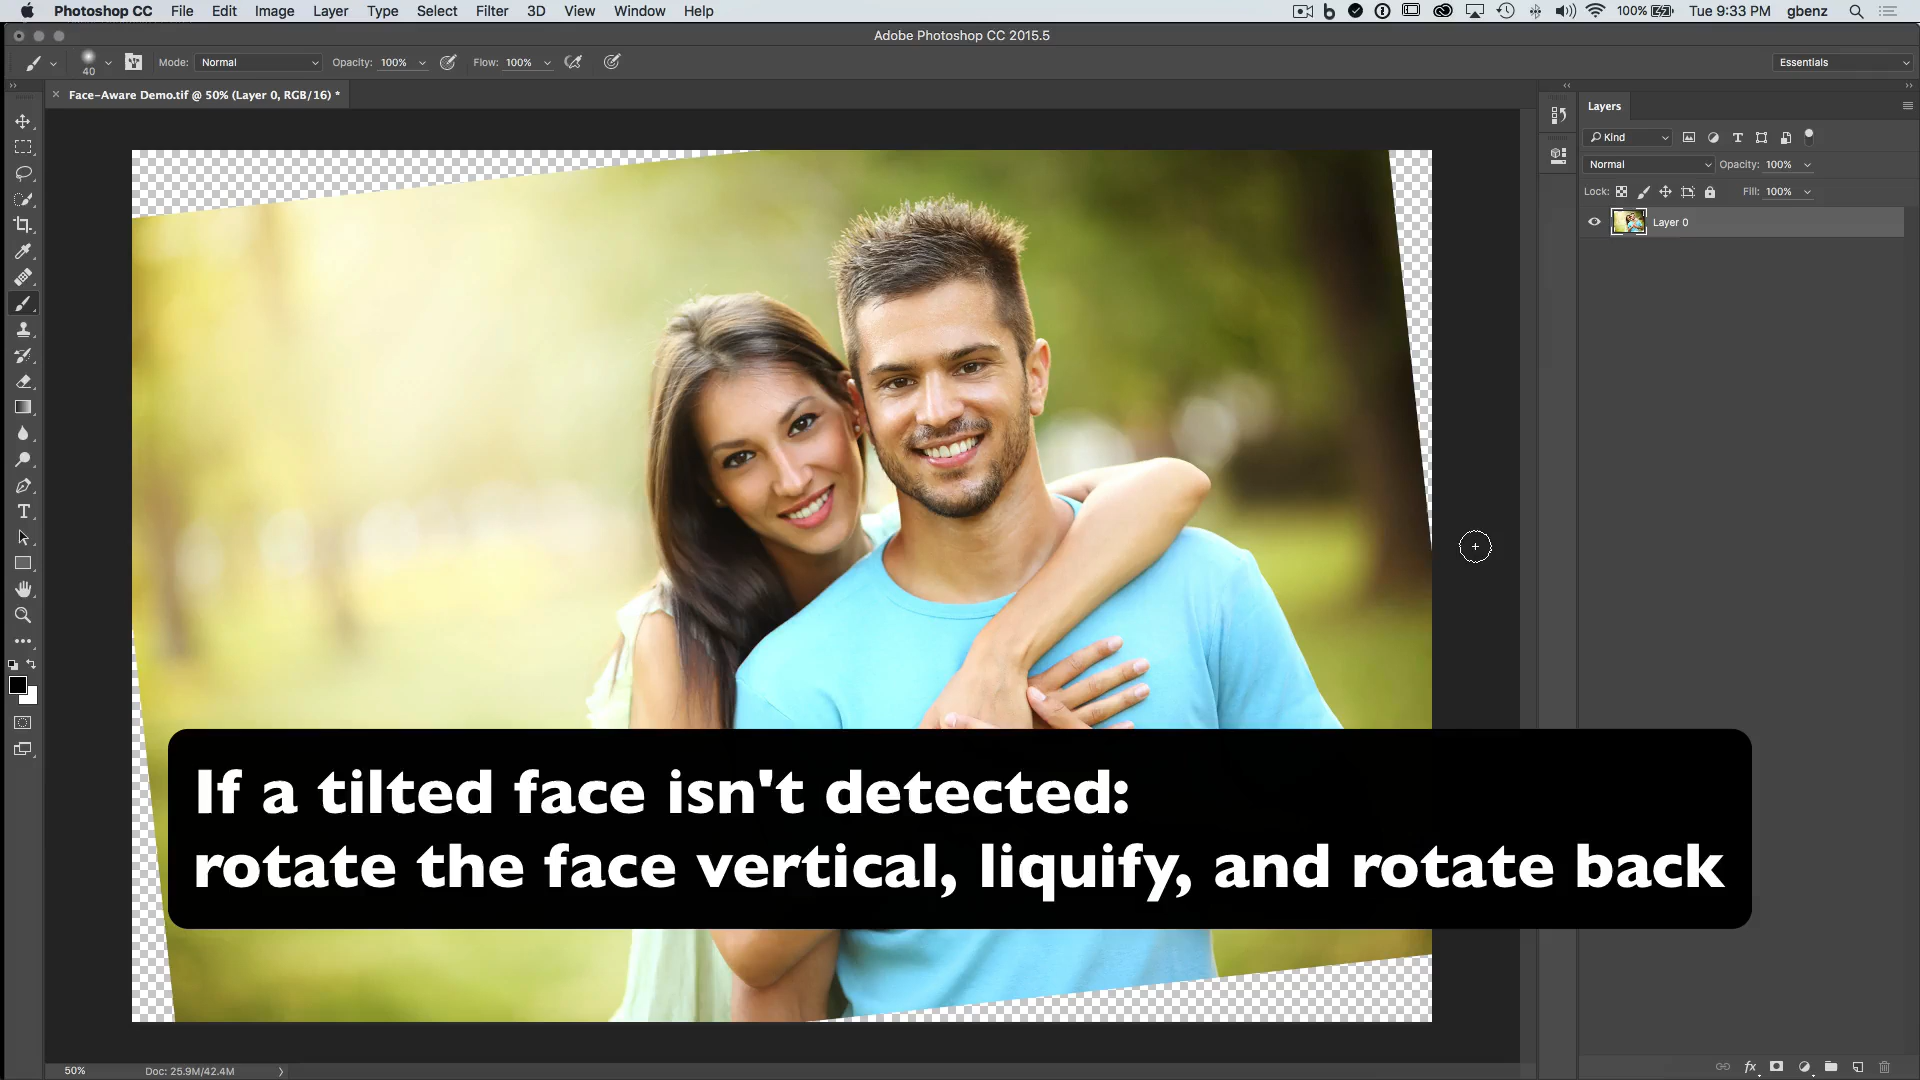 Photoshop CC File Edit Image Layer Type Select Filter 3D View Window Help 100% Tue 9:33 PM gbenz
Adobe Photoshop CC 2015.5
40 Mode: Normal Opacity: 100% Flow: 100% Essentials
Face-Aware Demo.tif @ 50% (Layer 0, RGB/16) *
Layers
Kind
Normal Opacity: 100%
Lock: Fill: 100%
Layer 0
If a tilted face isn't detected:
rotate the face vertical, liquify, and rotate back
50% Doc: 25.9M/42.4M